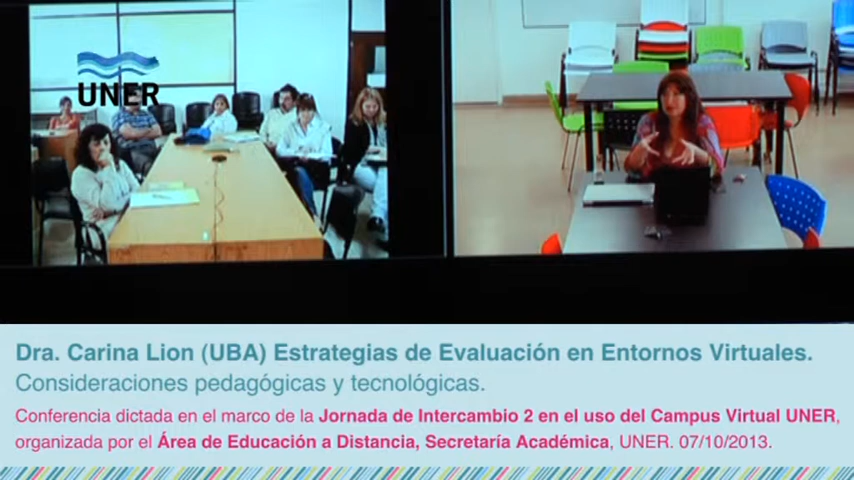 UNER
Dra. Carina Lion (UBA) Estrategias de Evaluación en Entornos Virtuales.
Consideraciones pedagógicas y tecnológicas.
Conferencia dictada en el marco de la Jornada de Intercambio 2 en el uso del Campus Virtual UNER,
organizada por el Área de Educación a Distancia, Secretaría Académica, UNER. 07/10/2013.